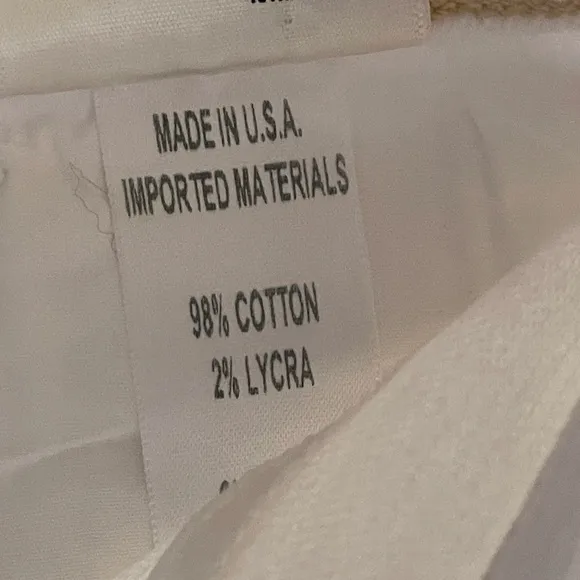 MADE IN U.S.A.
IMPORTED MATERIALS
98% COTTON
2% LYCRA